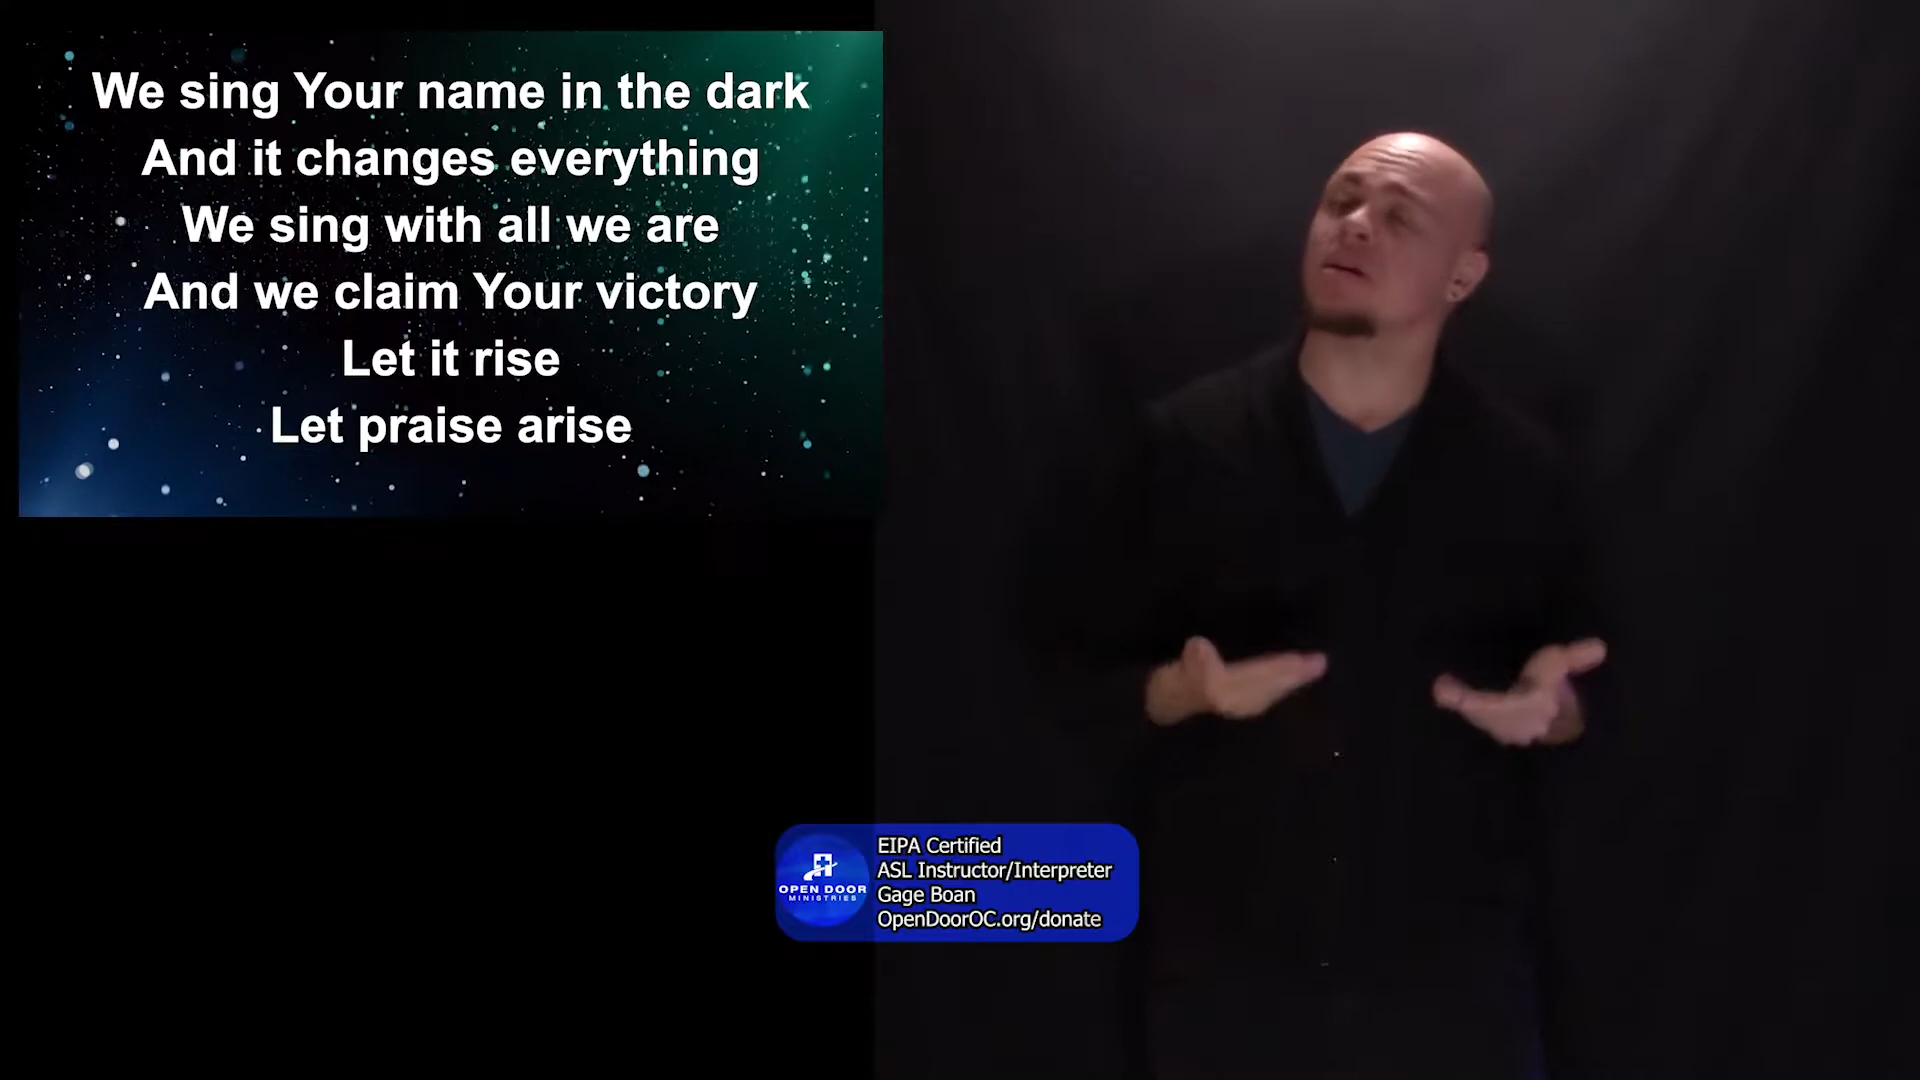 We sing Your name in the dark
And it changes everything
We sing with all we are
And we claim Your victory
Let it rise
Let praise arise
OPEN DOOR
MINISTRIES
EIPA Certified
ASL Instructor/Interpreter
Gage Boan
OpenDoorOC.org/donate